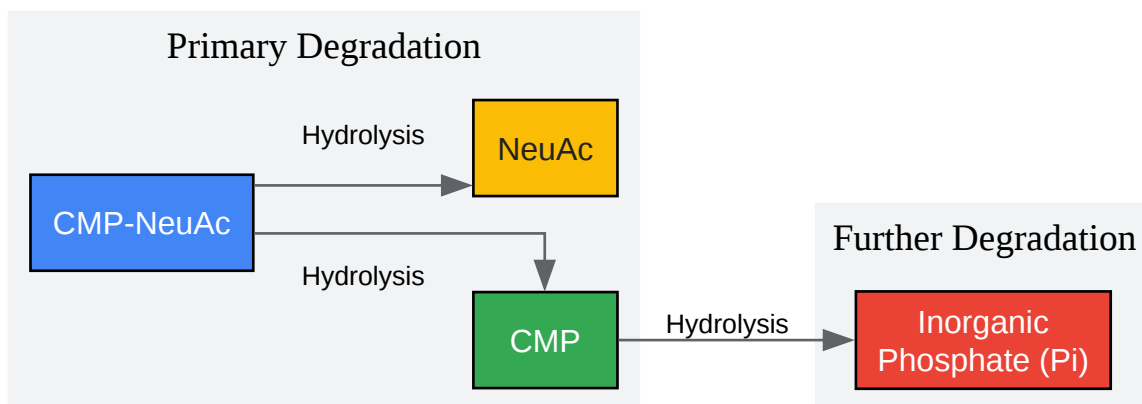 Primary Degradation
Hydrolysis
NeuAc
CMP-NeuAc
Hydrolysis
CMP
Hydrolysis
Further Degradation
Inorganic
Phosphate (Pi)